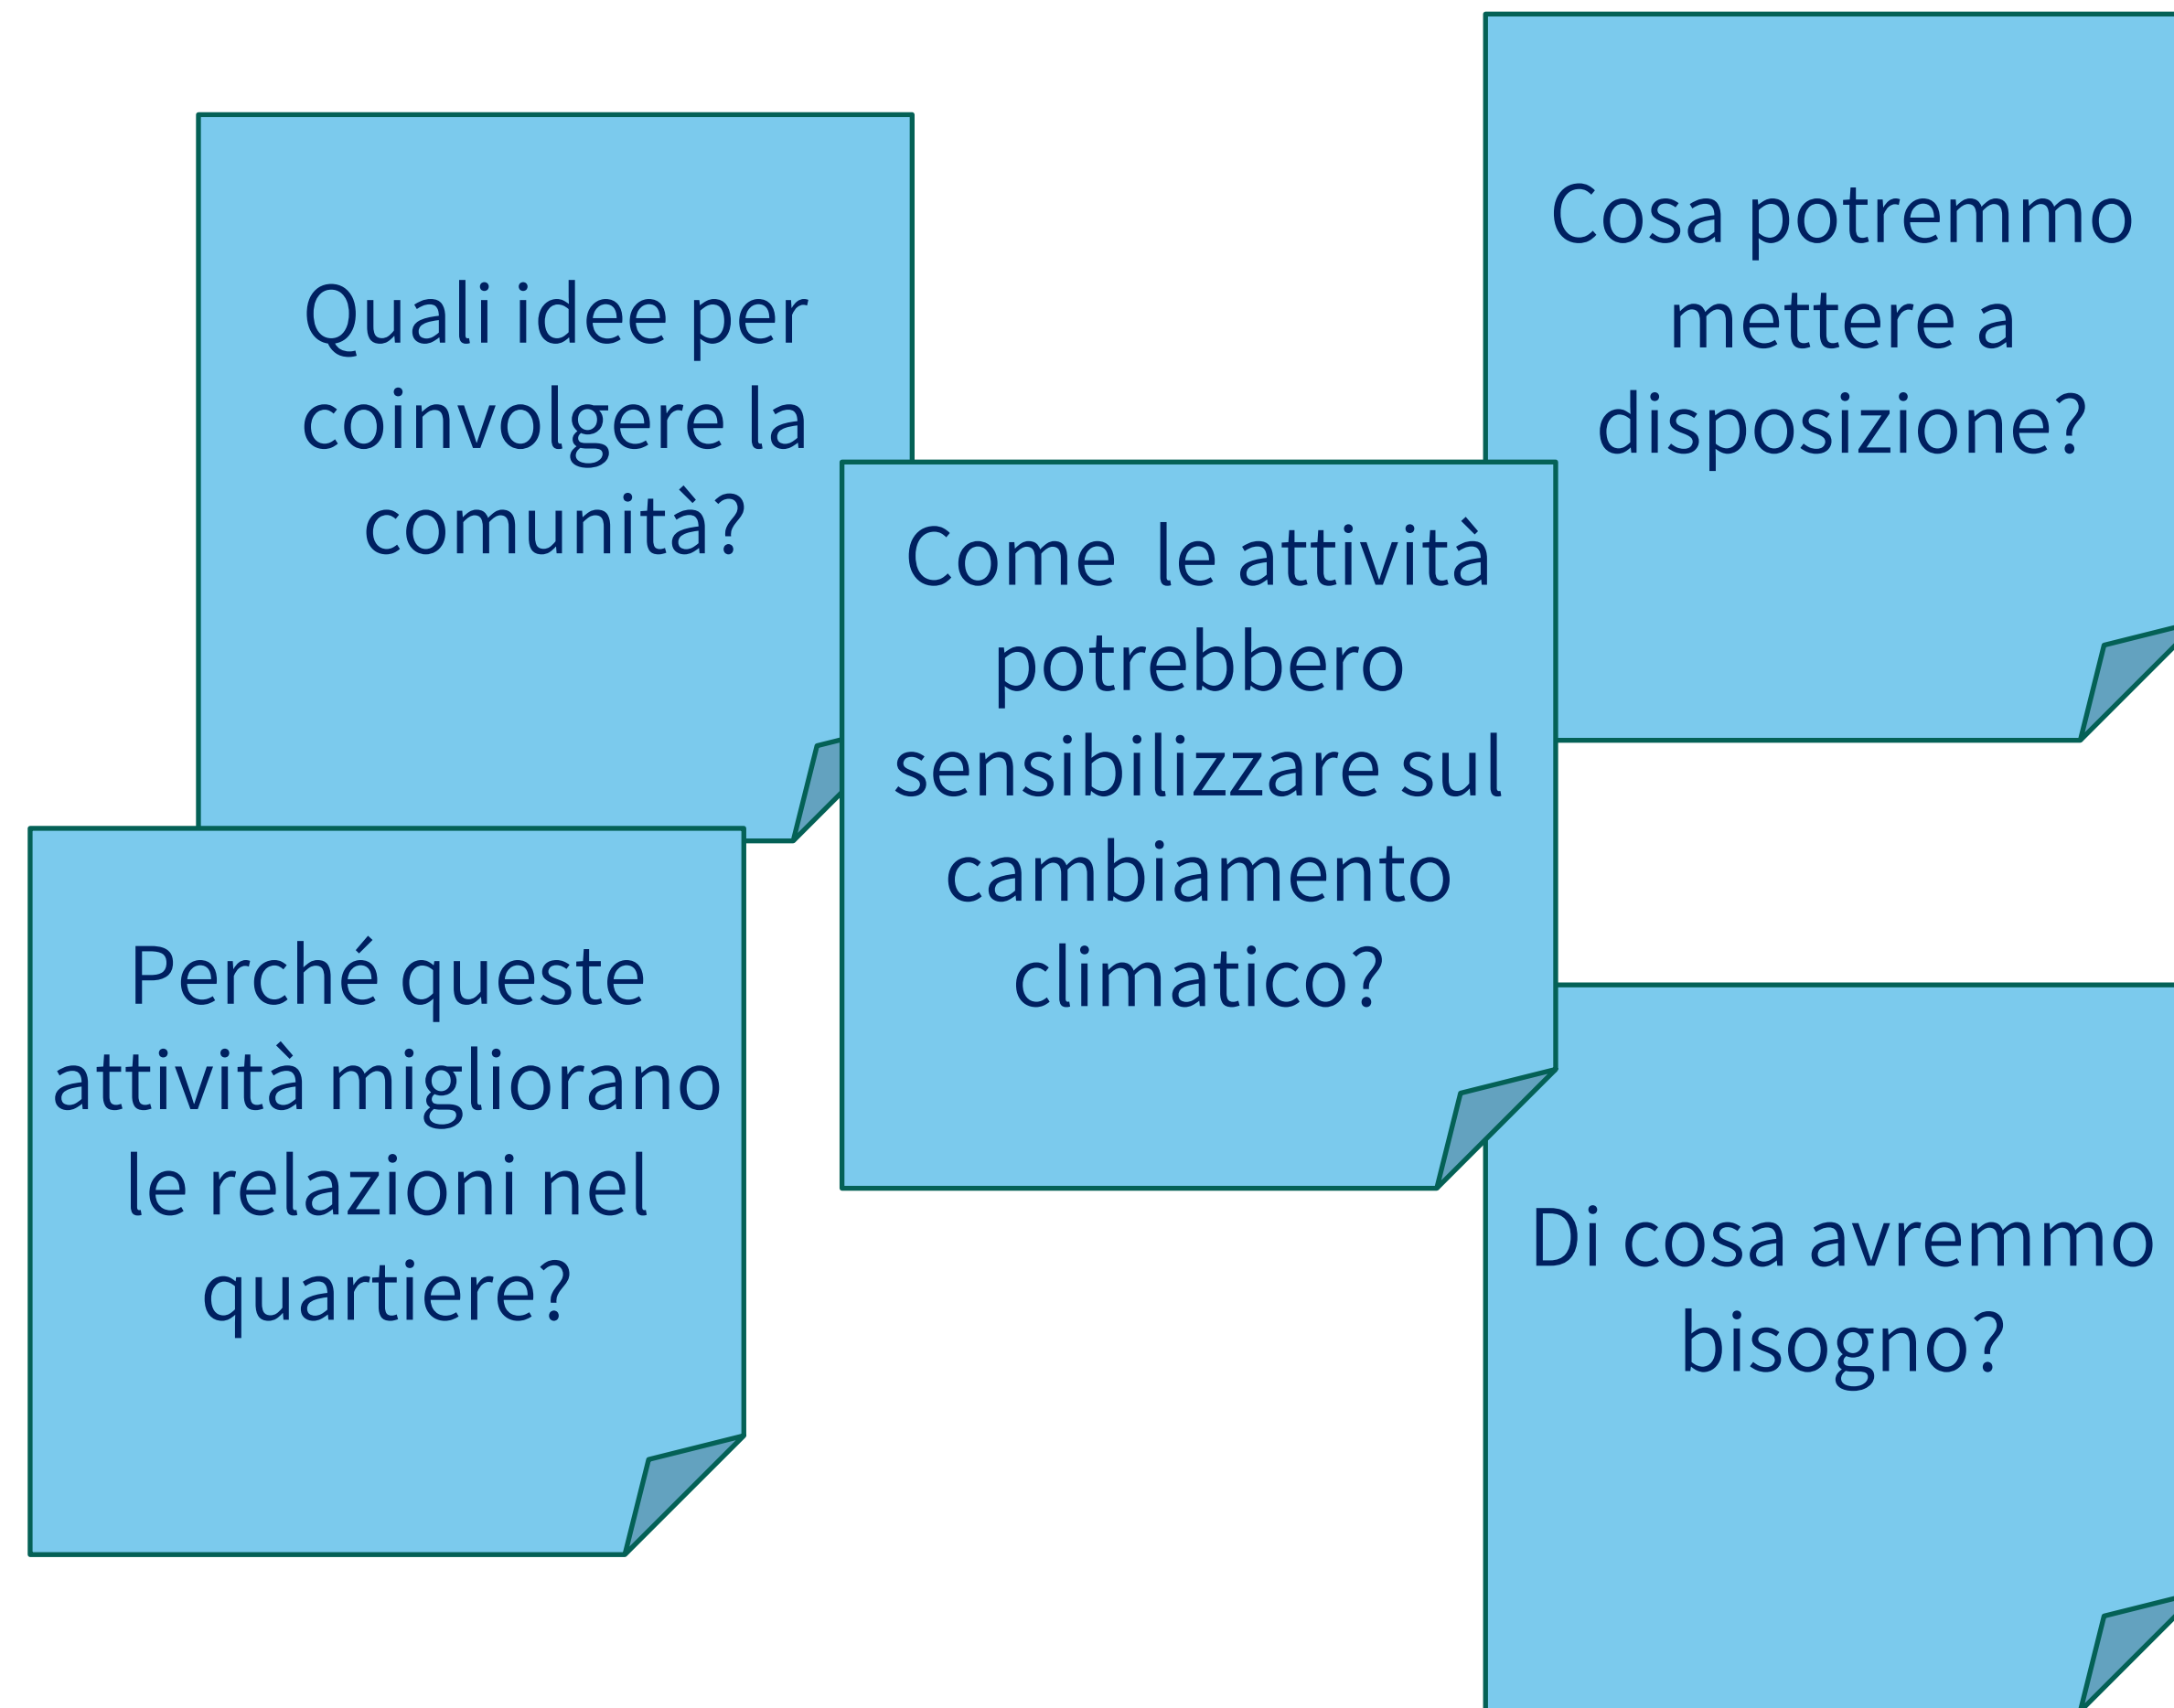 Quali idee per
coinvolgere la
comunità?
Cosa potremmo
mettere a
disposizione?
Come  le attività
potrebbero
sensibilizzare sul
cambiamento
climatico?
Perché queste
attività migliorano
le relazioni nel
quartiere?
Di cosa avremmo
bisogno?